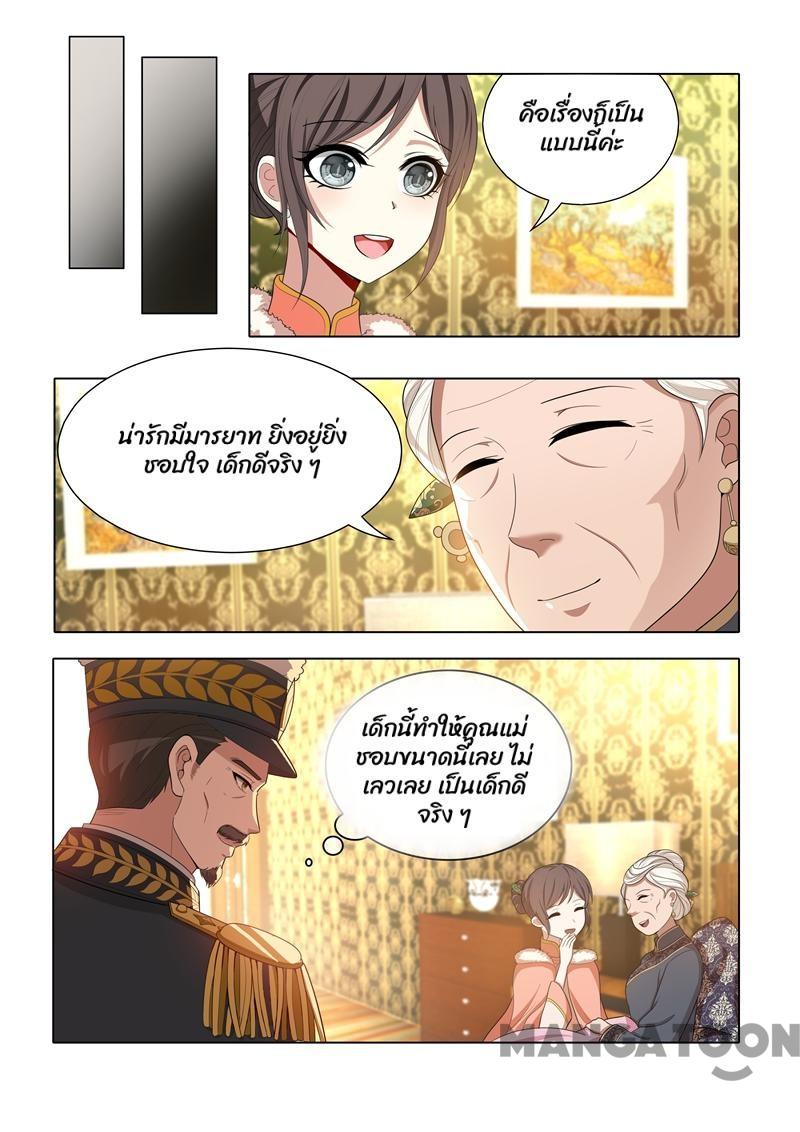 คือเรื่องก็เป็น
แบบนี้ค่ะ
น่ารักมีมารยาท ยิ่งอยู่ยิ่ง
ชอบใจ เด็กดีจริง ๆ
เด็กนี้ทำให้คุณแม่
ชอบขนาดนี้เลย ไม่
เลวเลย เป็นเด็กดี
จริง ๆ
MANGATOON